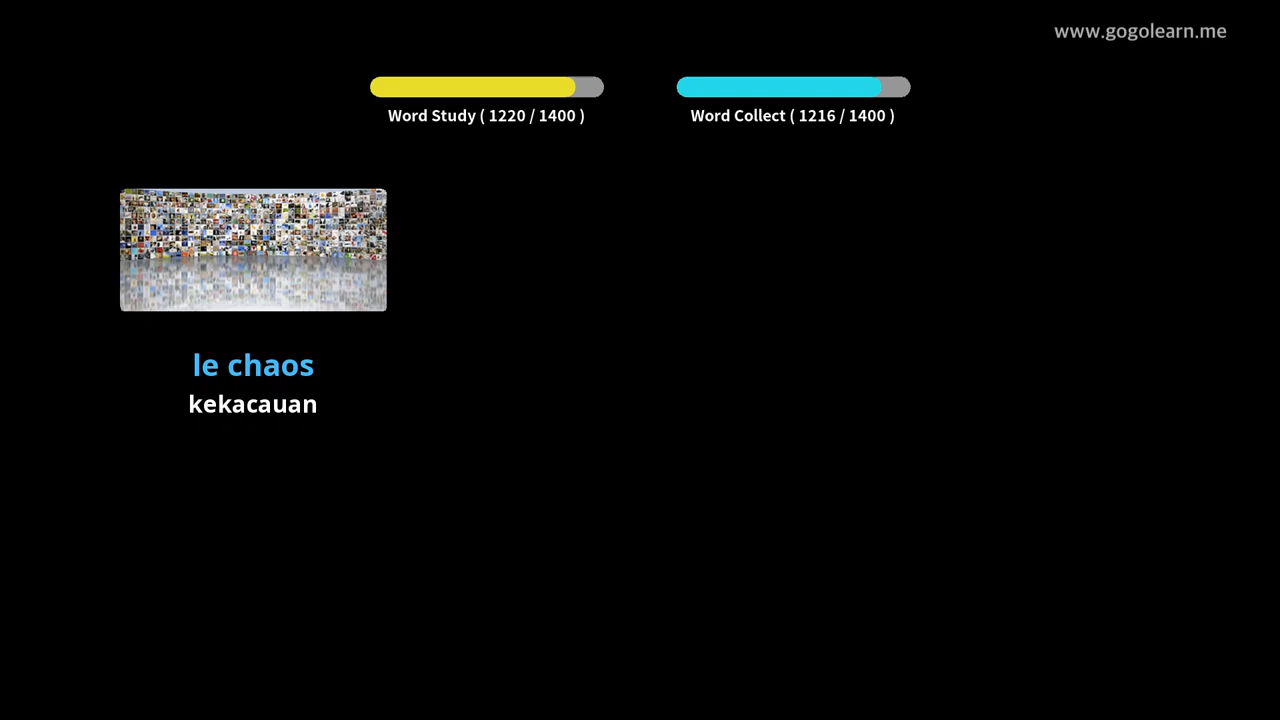 www.gogolearn.me
Word Study ( 1220 / 1400 )
Word Collect ( 1216 / 1400 )
le chaos
kekacauan